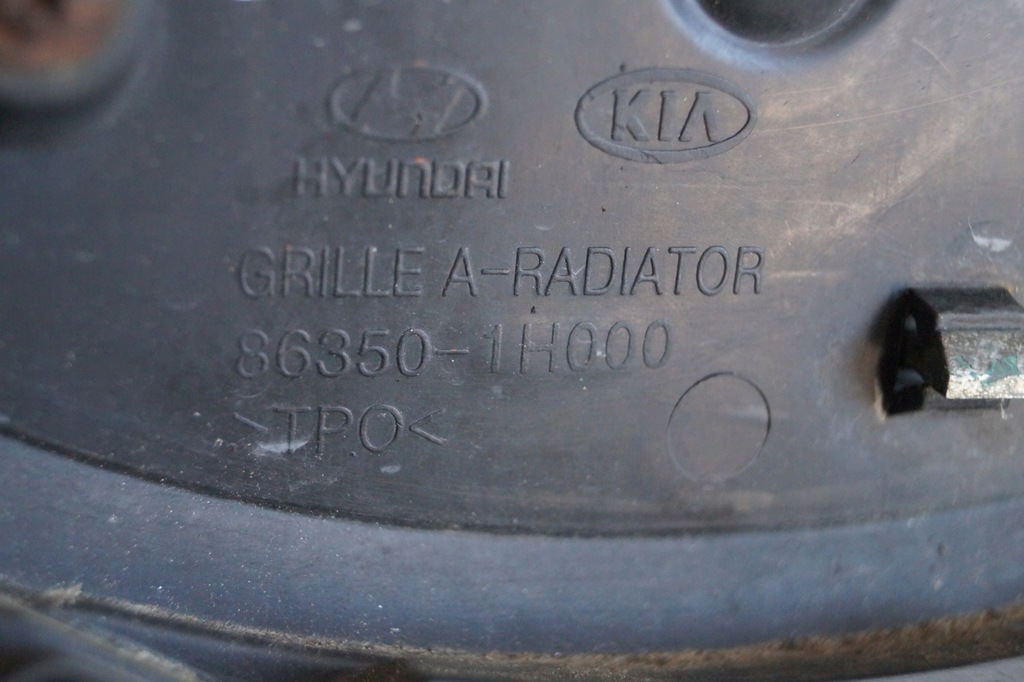 HYUNDAI KIA
GRILLE A-RADIATOR
86350-1H000
>TPO<